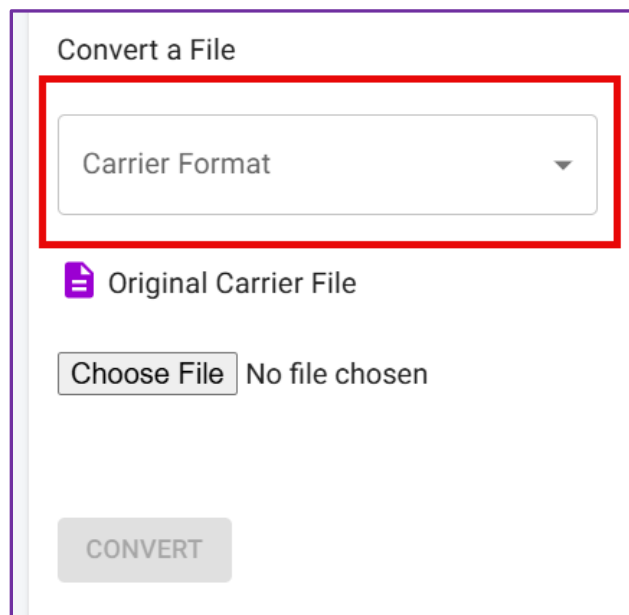 Convert a File
Carrier Format
Original Carrier File
Choose File No file chosen
CONVERT